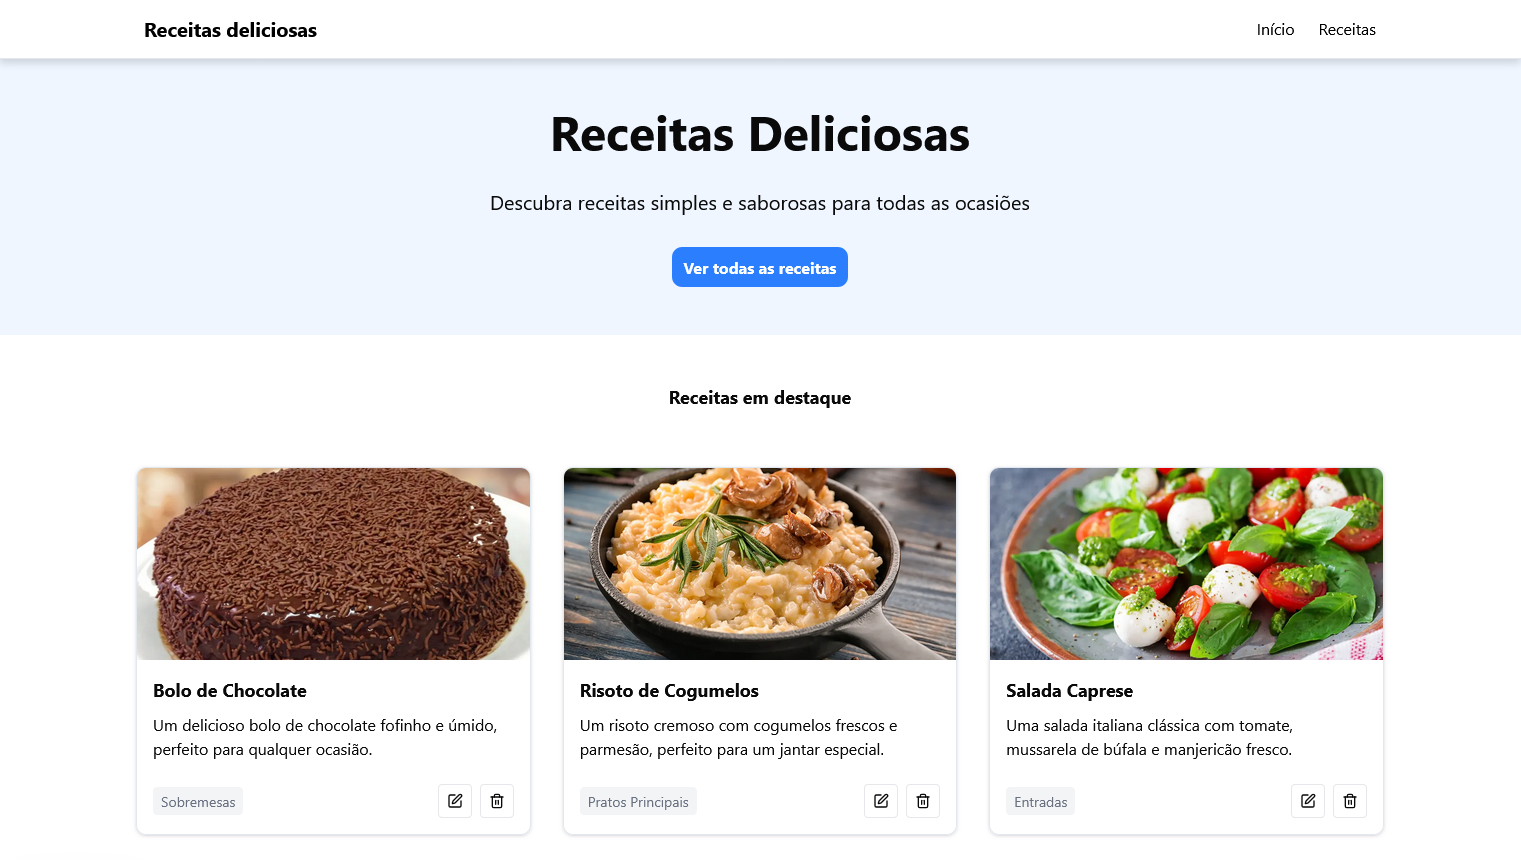 Receitas deliciosas
Início
Receitas
Receitas Deliciosas
Descubra receitas simples e saborosas para todas as ocasiões
Ver todas as receitas
Receitas em destaque
Bolo de Chocolate
Um delicioso bolo de chocolate fofinho e úmido,
perfeito para qualquer ocasião.
Sobremesas
Risoto de Cogumelos
Um risoto cremoso com cogumelos frescos e
parmesão, perfeito para um jantar especial.
Pratos Principais
Salada Caprese
Uma salada italiana clássica com tomate,
mussarela de búfala e manjericão fresco.
Entradas